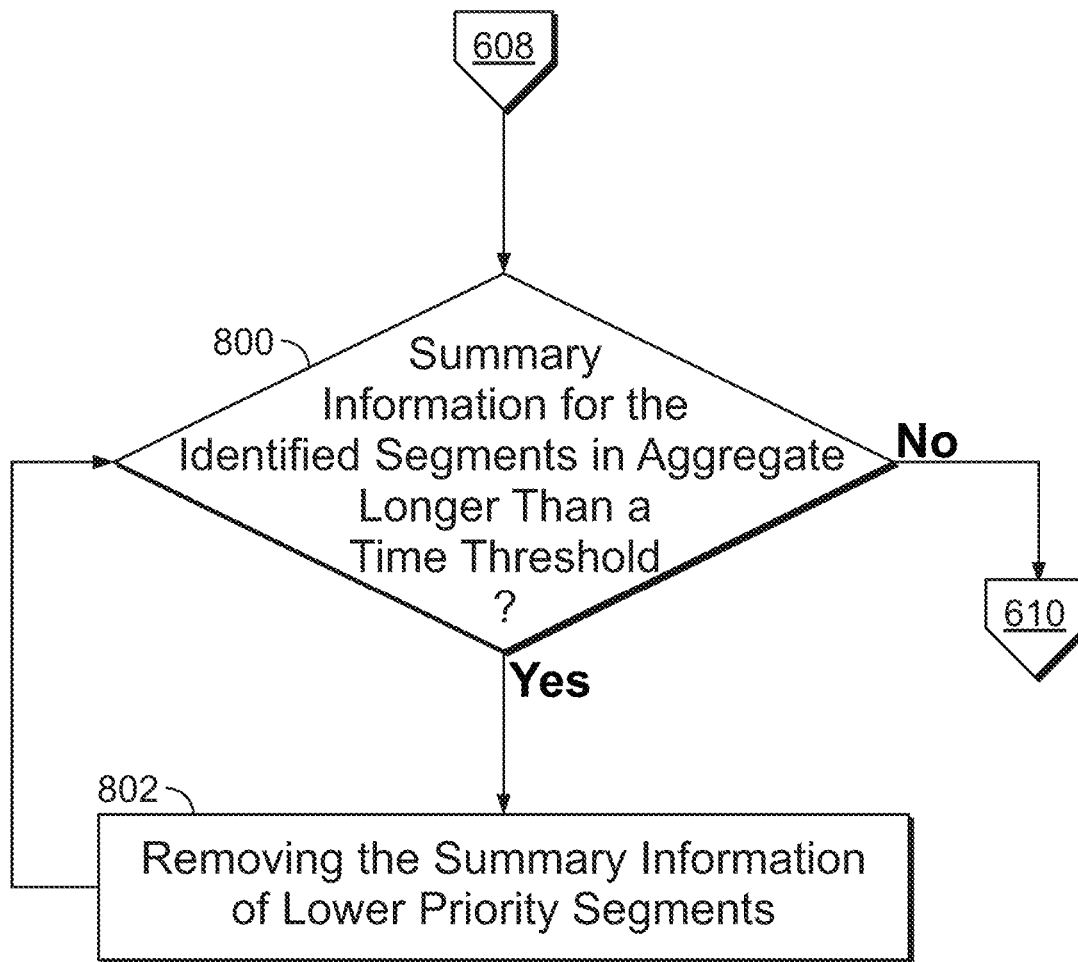 608
800
Summary
Information for the
Identified Segments in Aggregate
Longer Than a
Time Threshold
?
No
610
Yes
802
Removing the Summary Information
of Lower Priority Segments